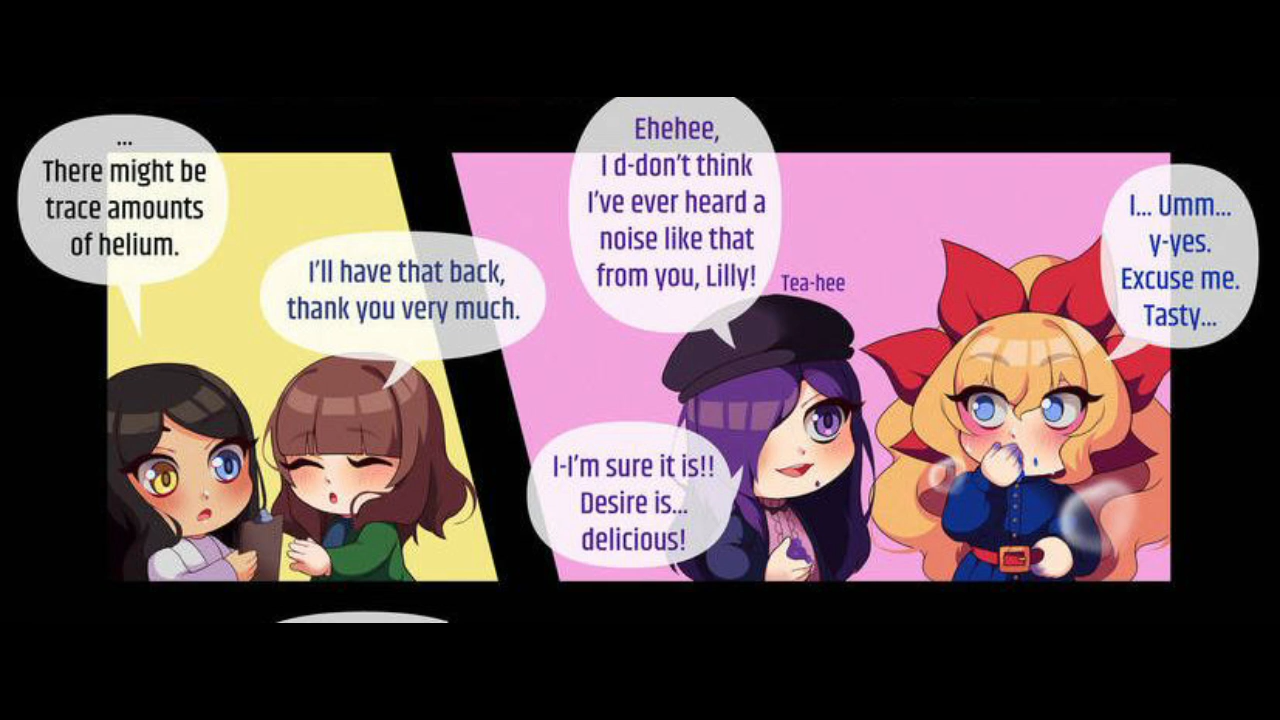 ...
There might be
trace amounts
of helium.
I'll have that back,
thank you very much.
Ehehee,
I d-don't think
I've ever heard a
noise like that
from you, Lilly!
Tea-hee
I... Umm...
y-yes.
Excuse me.
Tasty...
I-I'm sure it is!!
Desire is...
delicious!